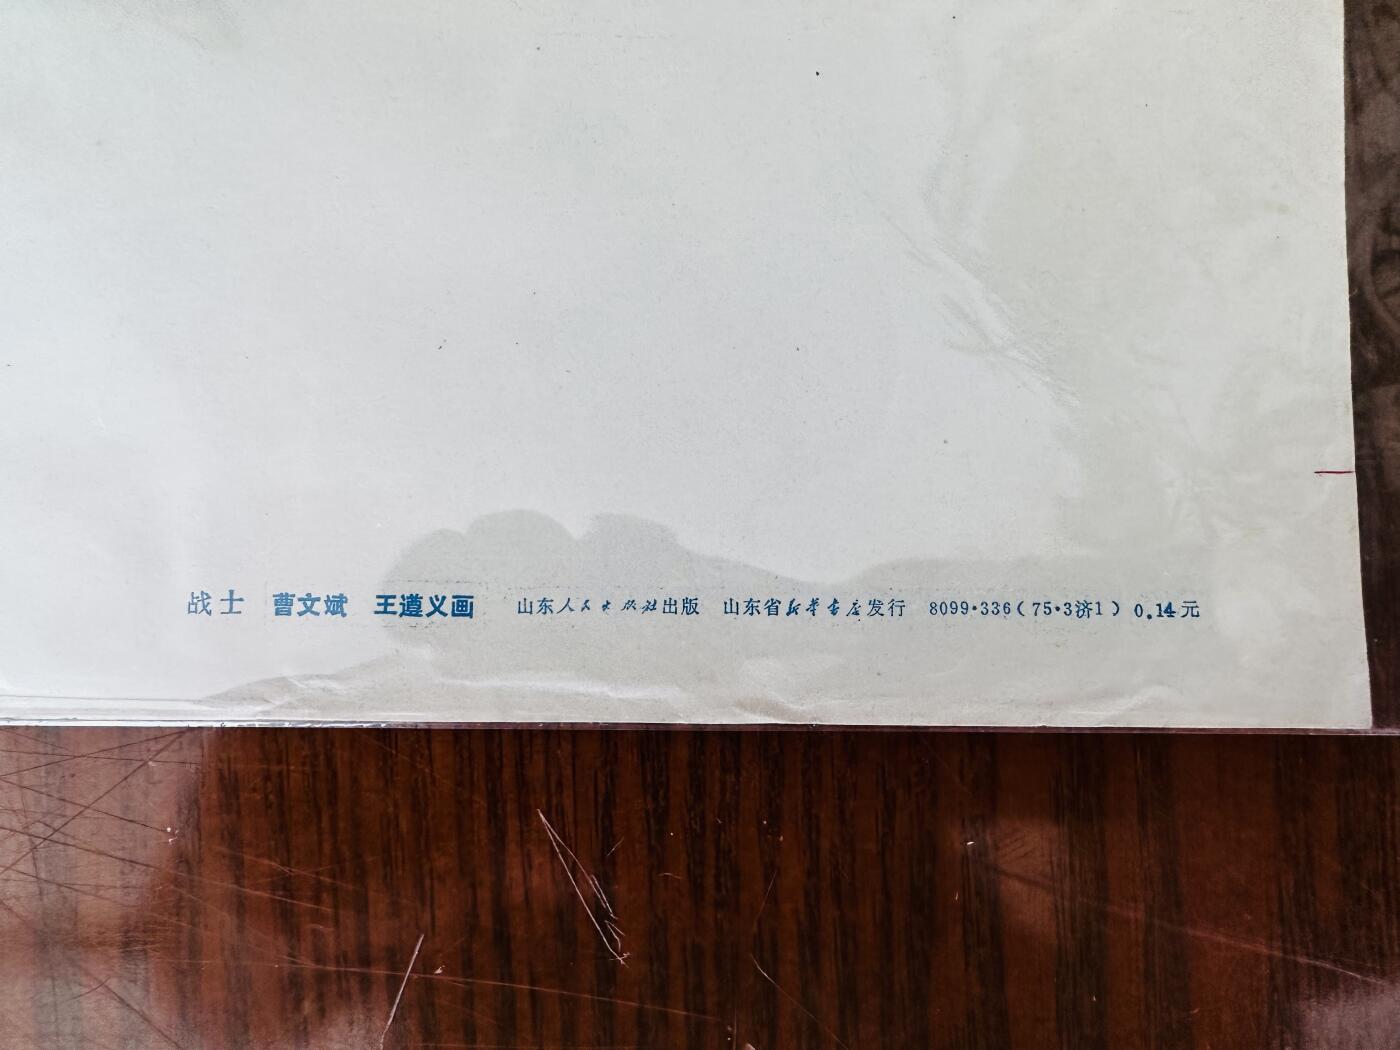 战士 曹文斌 王遵义画 山东人民出版社出版 山东省新华书店发行 8099·336(75·3济1) 0.14元